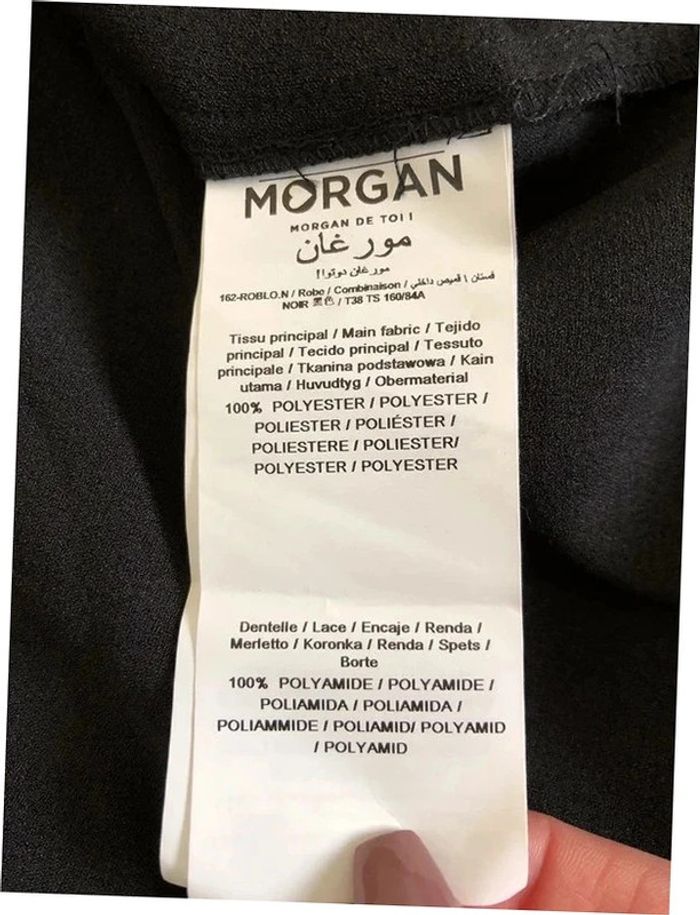 MORGAN
MORGAN DE TOI !
مورغان
مورغان دوتوا!
162-ROBLO.N / Robe / Combinaison / فستان \ قميص داخلي
NOIR 黑色 / T38 TS 160/84A
Tissu principal / Main fabric / Tejido
principal / Tecido principal / Tessuto
principale / Tkanina podstawowa / Kain
utama / Huvudtyg / Obermaterial
100% POLYESTER / POLYESTER /
POLIESTER / POLIÉSTER /
POLIESTERE / POLIESTER/
POLYESTER / POLYESTER
Dentelle / Lace / Encaje / Renda /
Merletto / Koronka / Renda / Spets /
Borte
100% POLYAMIDE / POLYAMIDE /
POLIAMIDA / POLIAMIDA /
POLIAMMIDE / POLIAMID/ POLYAMID
/ POLYAMID